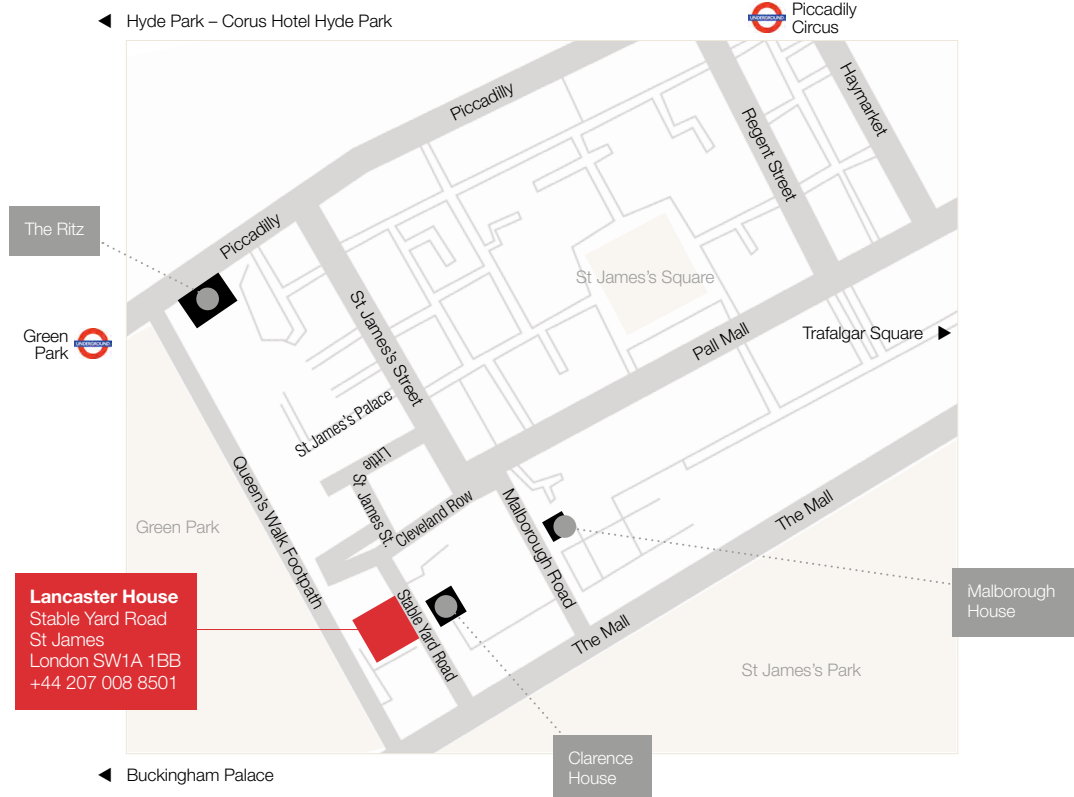 Hyde Park – Corus Hotel Hyde Park
Piccadily
Circus
UNDERGROUND
Piccadilly
Haymarket
Regent Street
The Ritz
Piccadilly
St James's Square
Green
Park
UNDERGROUND
St James's Street
Pall Mall
Trafalgar Square
St James's Palace
Little
St James St.
Queen's Walk Footpath
Cleveland Row
Malborough Road
The Mall
Green Park
Lancaster House
Stable Yard Road
St James
London SW1A 1BB
+44 207 008 8501
Stable Yard Road
Malborough
House
The Mall
St James's Park
Clarence
House
Buckingham Palace